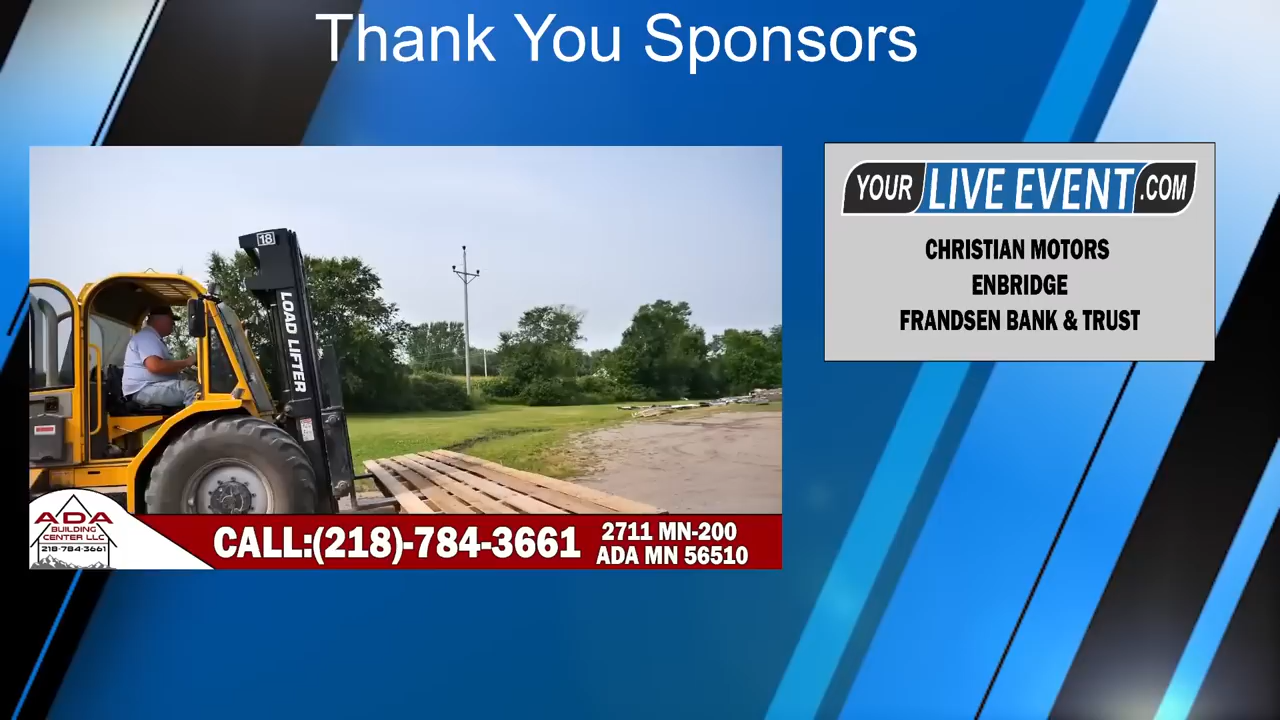 Thank You Sponsors
18
LOAD LIFTER
ADA
BUILDING
CENTER LLC
218-784-3661
CALL:(218)-784-3661
2711 MN-200
ADA MN 56510
YOUR LIVE EVENT .COM
CHRISTIAN MOTORS
ENBRIDGE
FRANDSEN BANK & TRUST